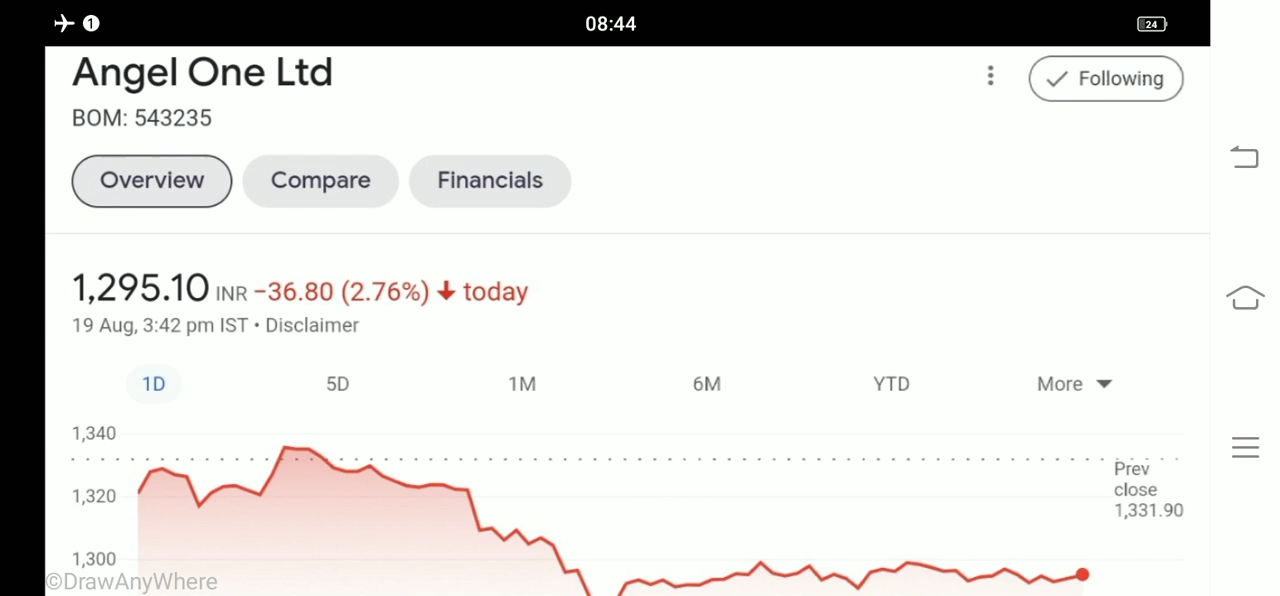 1
08:44
24
Angel One Ltd
Following
BOM: 543235
Overview
Compare
Financials
1,295.10 INR −36.80 (2.76%) ↓ today
19 Aug, 3:42 pm IST • Disclaimer
1D
5D
1M
6M
YTD
More
1,340
Prev
close
1,331.90
1,320
1,300
©DrawAnyWhere